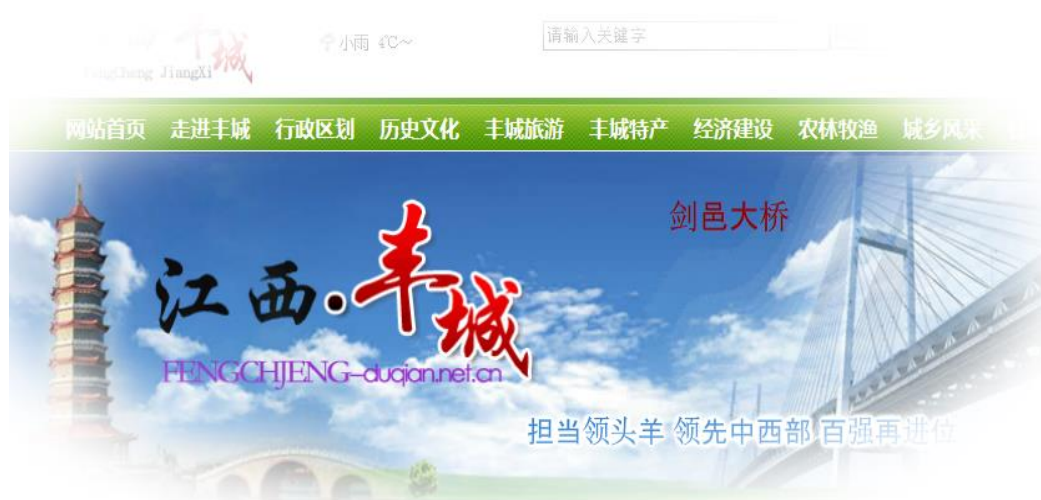 小雨 4℃~
请输入关鍵字
丰城
FengCheng JiangXi
网站首页 走进丰城 行政区划 历史文化 丰城旅游 丰城特产 经济建设 农林牧渔 城乡风采
剑邑大桥
江西·丰城
FENGCHJENG-duqian.net.cn
担当领头羊 领先中西部 百强再进位